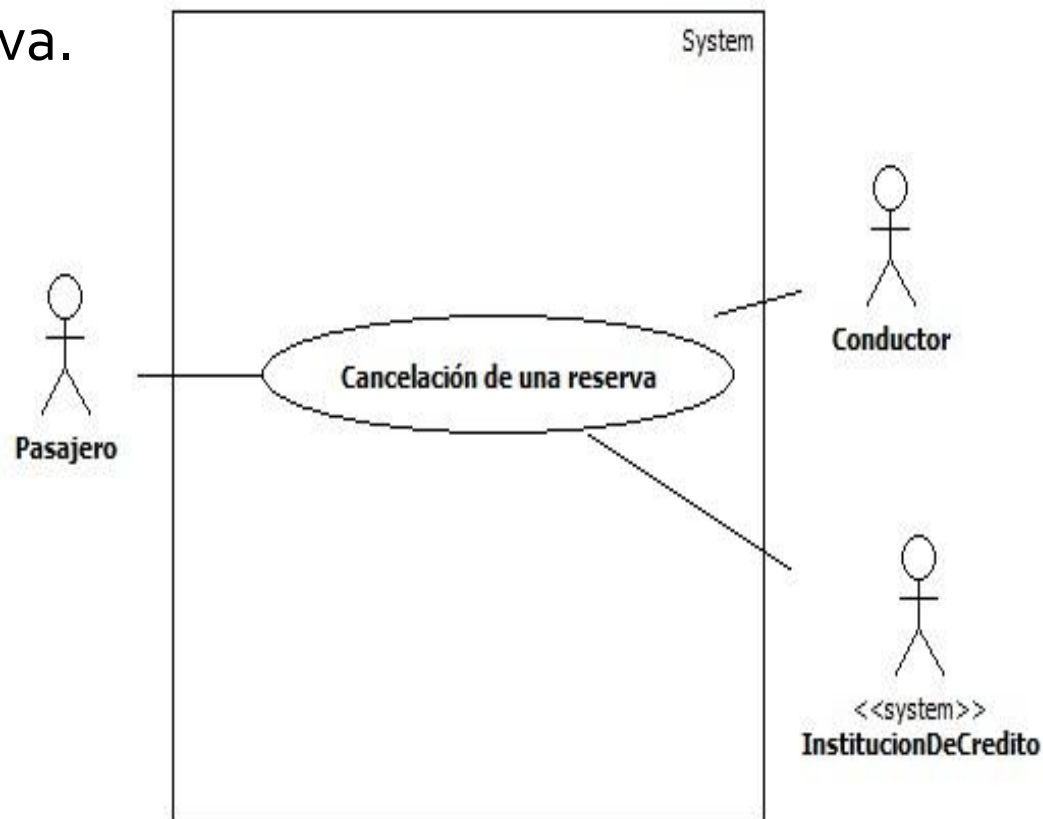 va.
System
Conductor
Cancelación de una reserva
Pasajero
<<system>>
InstitucionDeCredito